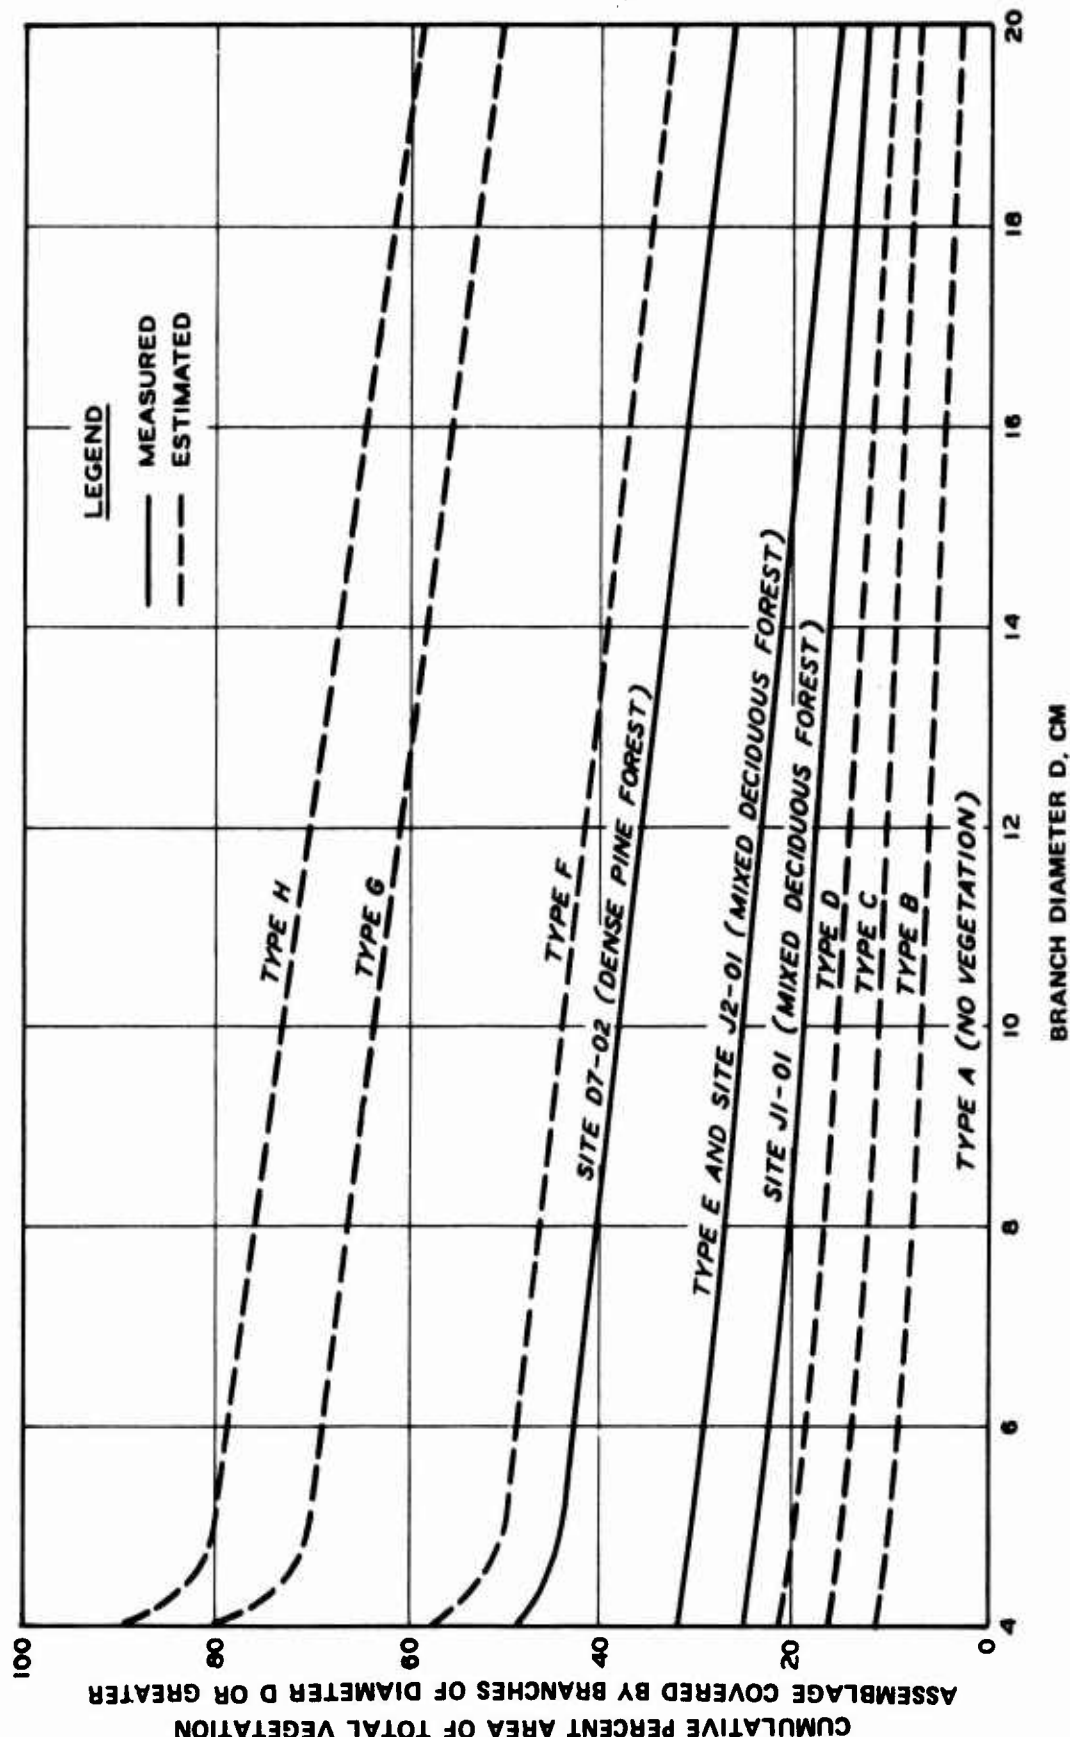 LEGEND
MEASURED
ESTIMATED
TYPE H
TYPE G
TYPE F
SITE D7-02 (DENSE PINE FOREST)
TYPE E AND SITE J2-01 (MIXED DECIDUOUS FOREST)
SITE J1-01 (MIXED DECIDUOUS FOREST)
TYPE D
TYPE C
TYPE B
TYPE A (NO VEGETATION)
100
80
60
40
20
0
4
6
8
10
12
14
16
18
20
BRANCH DIAMETER D, CM
CUMULATIVE PERCENT AREA OF TOTAL VEGETATION
ASSEMBLAGE COVERED BY BRANCHES OF DIAMETER D OR GREATER